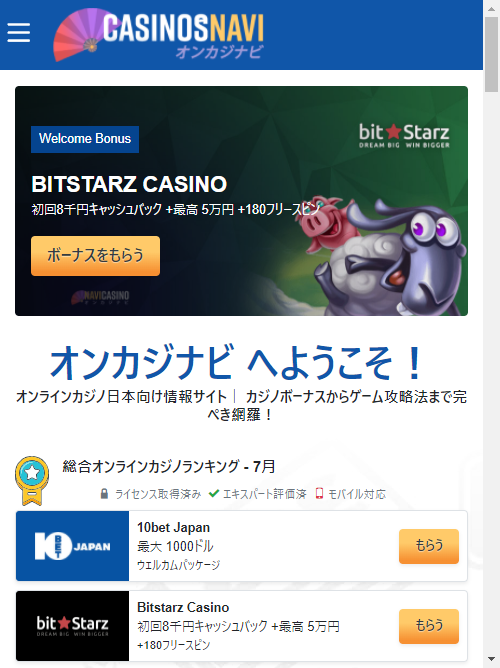 CASINOSNAVI
オンカジナビ
Welcome Bonus
bit★Starz
DREAM BIG WIN BIGGER
BITSTARZ CASINO
初回8千円キャッシュバック +最高 5万円 +180フリースピン
ボーナスをもらう
NAVICASINO
オンカジナビ
オンカジナビ へようこそ！
オンラインカジノ日本向け情報サイト｜ カジノボーナスからゲーム攻略法まで完
ぺき網羅！
総合オンラインカジノランキング - 7月
ライセンス取得済み エキスパート評価済 モバイル対応
10BET JAPAN
10bet Japan
最大 1000ドル
ウェルカムパッケージ
もらう
bit★Starz
DREAM BIG WIN BIGGER
Bitstarz Casino
初回8千円キャッシュバック +最高 5万円
+180フリースピン
もらう